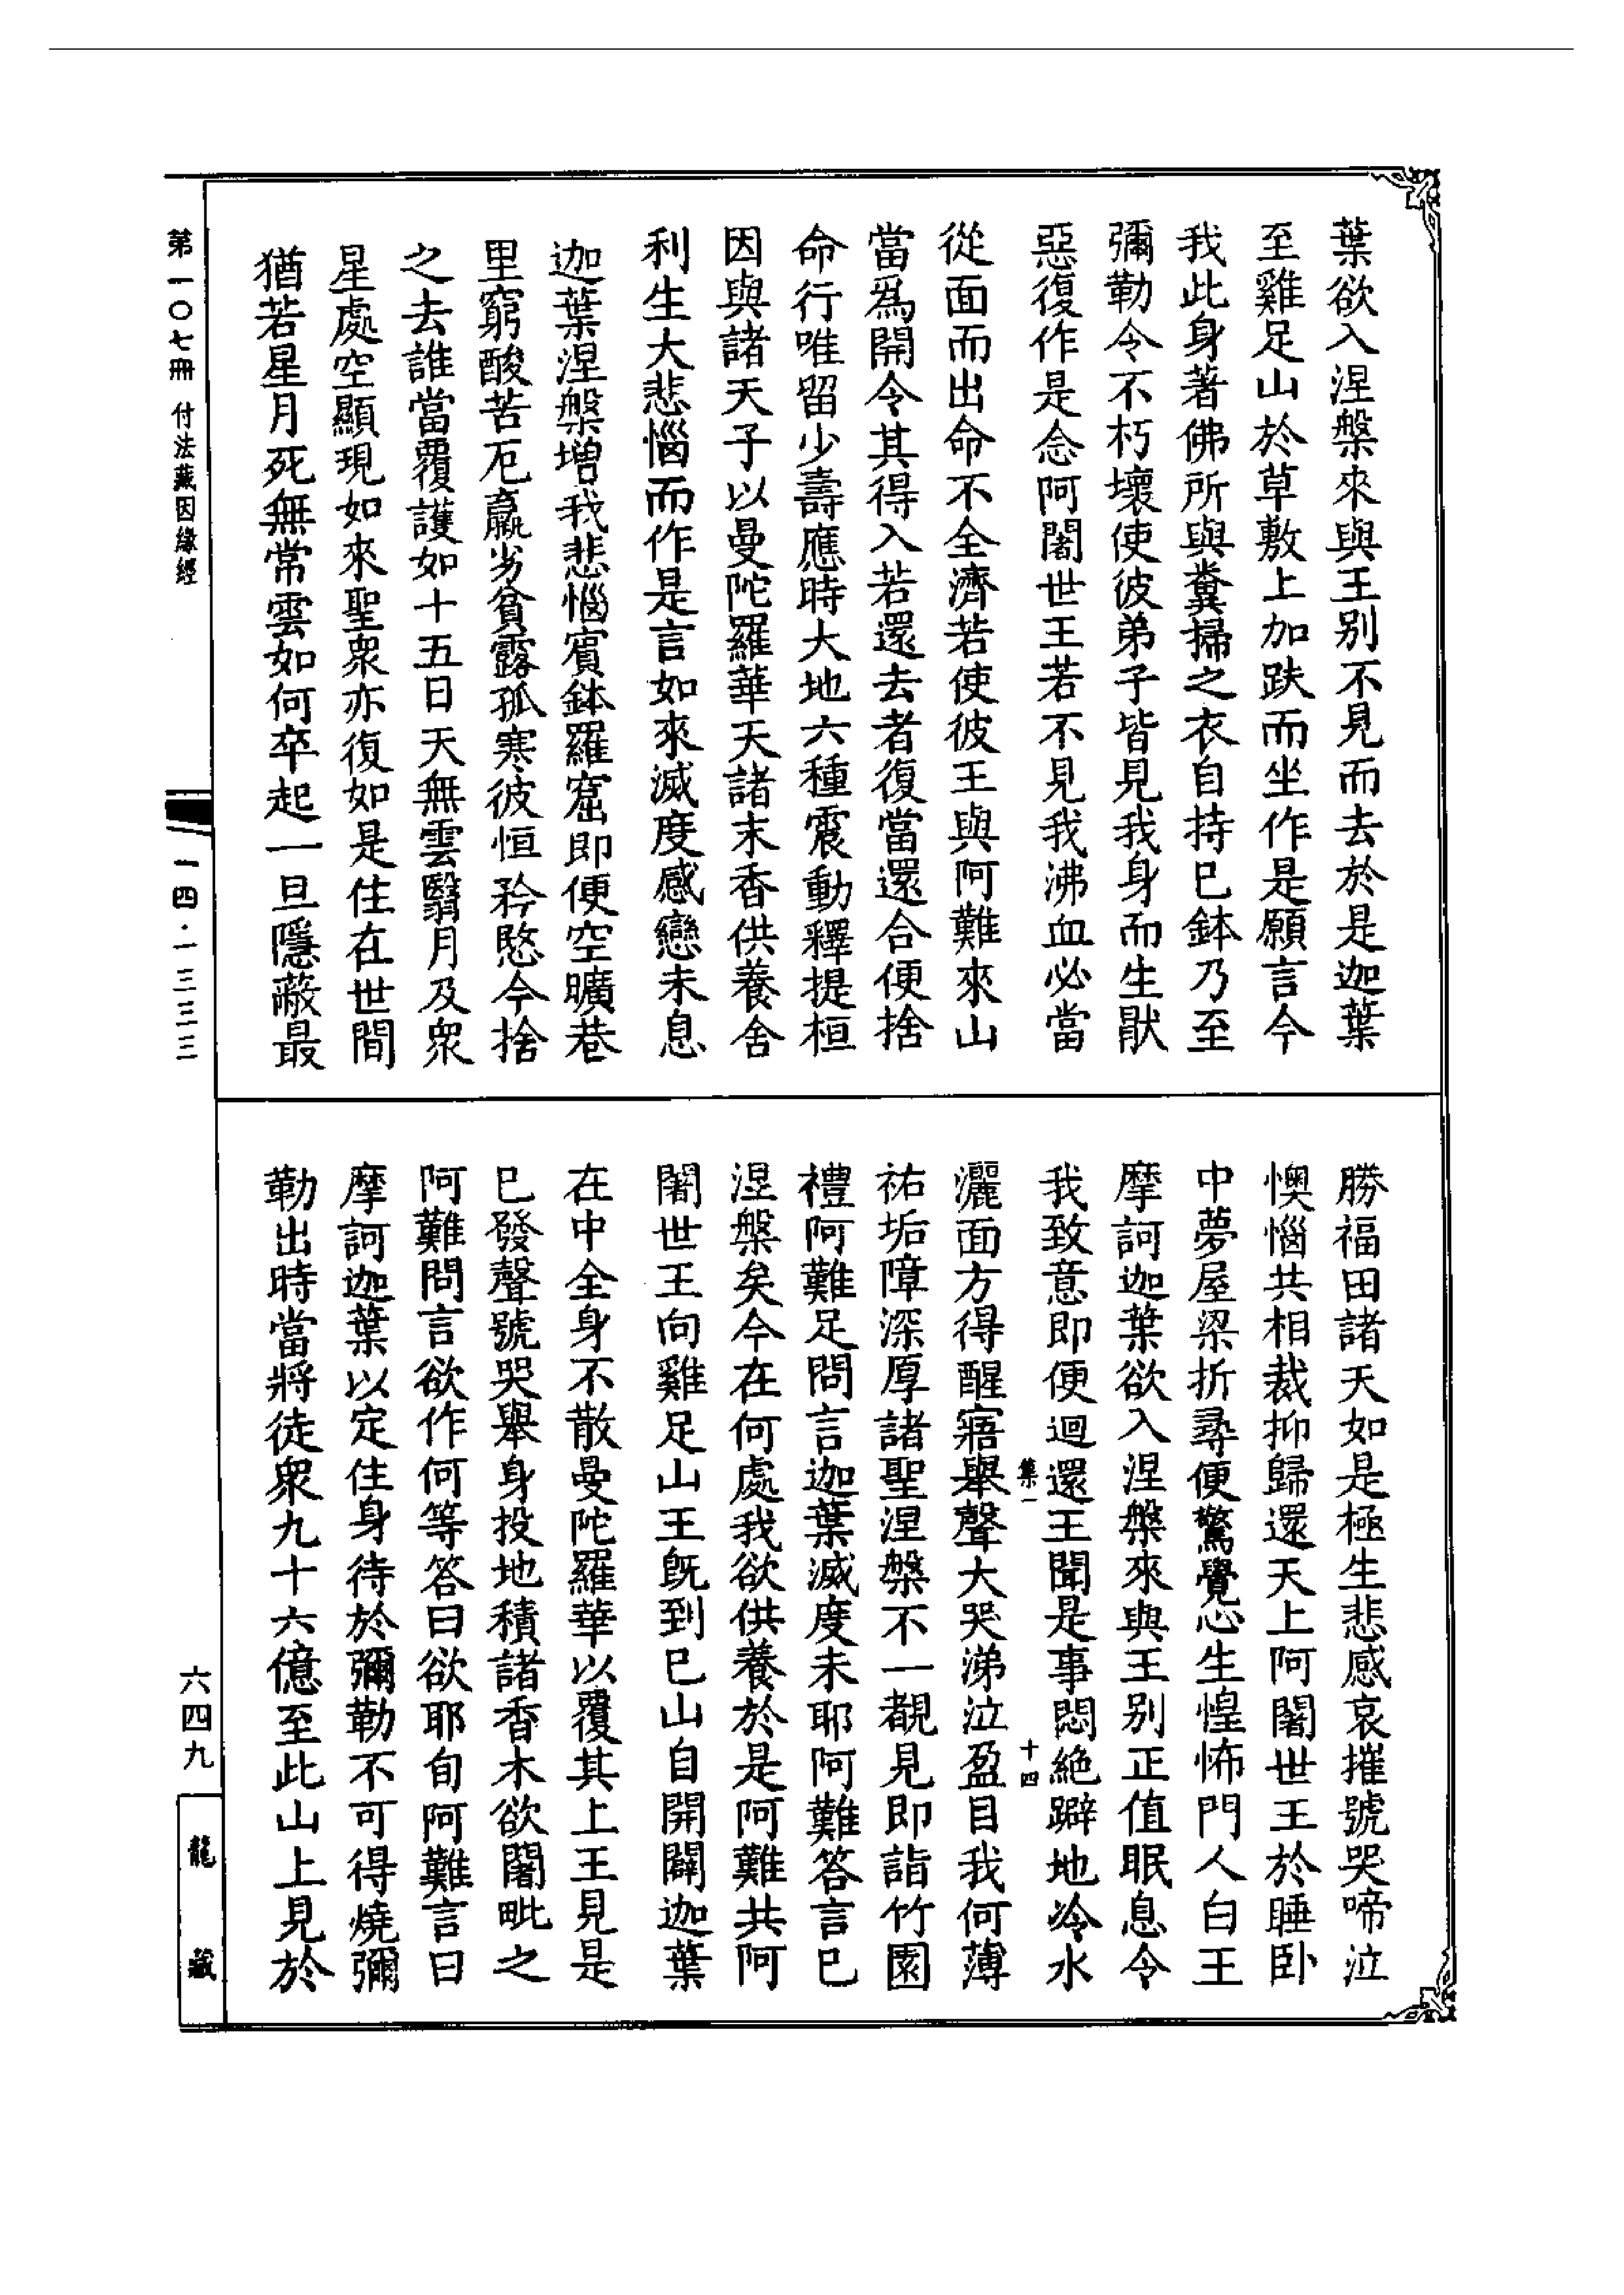 葉欲入涅槃來與王別不見而去於是迦葉
至雞足山於草敷上加趺而坐作是願言今
我此身著佛所與糞掃之衣自持巳鉢乃至
彌勒令不朽壞使彼弟子皆見我身而生猒
惡復作是念阿闍世王若不見我沸血必當
從面而出命不全濟若使彼王與阿難來山
當爲開令其得入若還去者復當還合便捨
命行唯留少壽應時大地六種震動釋提桓
因與諸天子以曼陀羅華天諸末香供養舍
利生大悲惱而作是言如來滅度感戀未息
迦葉涅槃增我悲惱賓鉢羅窟即便空曠巷
里窮酸苦厄羸劣貧露孤寒彼恒矜愍今捨
之去誰當覆護如十五日天無雲翳月及衆
星處空顯現如來聖衆亦復如是住在世間
猶若星月死無常雲如何卒起一旦隱蔽最
勝福田諸天如是極生悲感哀摧號哭啼泣
懊惱共相裁抑歸還天上阿闍世王於睡卧
中夢屋梁折尋便驚覺心生惶怖門人白王
摩訶迦葉欲入涅槃來與王別正值眠息令
我致意即便迴還王聞是事悶絶躃地冷水
集一 十四
灑面方得醒寤舉聲大哭涕泣盈目我何薄
祐垢障深厚諸聖涅槃不一覩見即詣竹園
禮阿難足問言迦葉滅度未耶阿難答言巳
涅槃矣今在何處我欲供養於是阿難共阿
闍世王向雞足山王既到巳山自開闢迦葉
在中全身不散曼陀羅華以覆其上王見是
巳發聲號哭舉身投地積諸香木欲闍毗之
阿難問言欲作何等答曰欲耶旬阿難言曰
摩訶迦葉以定住身待於彌勒不可得燒彌
勒出時當將徒衆九十六億至此山上見於
第一〇七冊 付法藏因緣經
一四·一三三三
六四九
龍藏